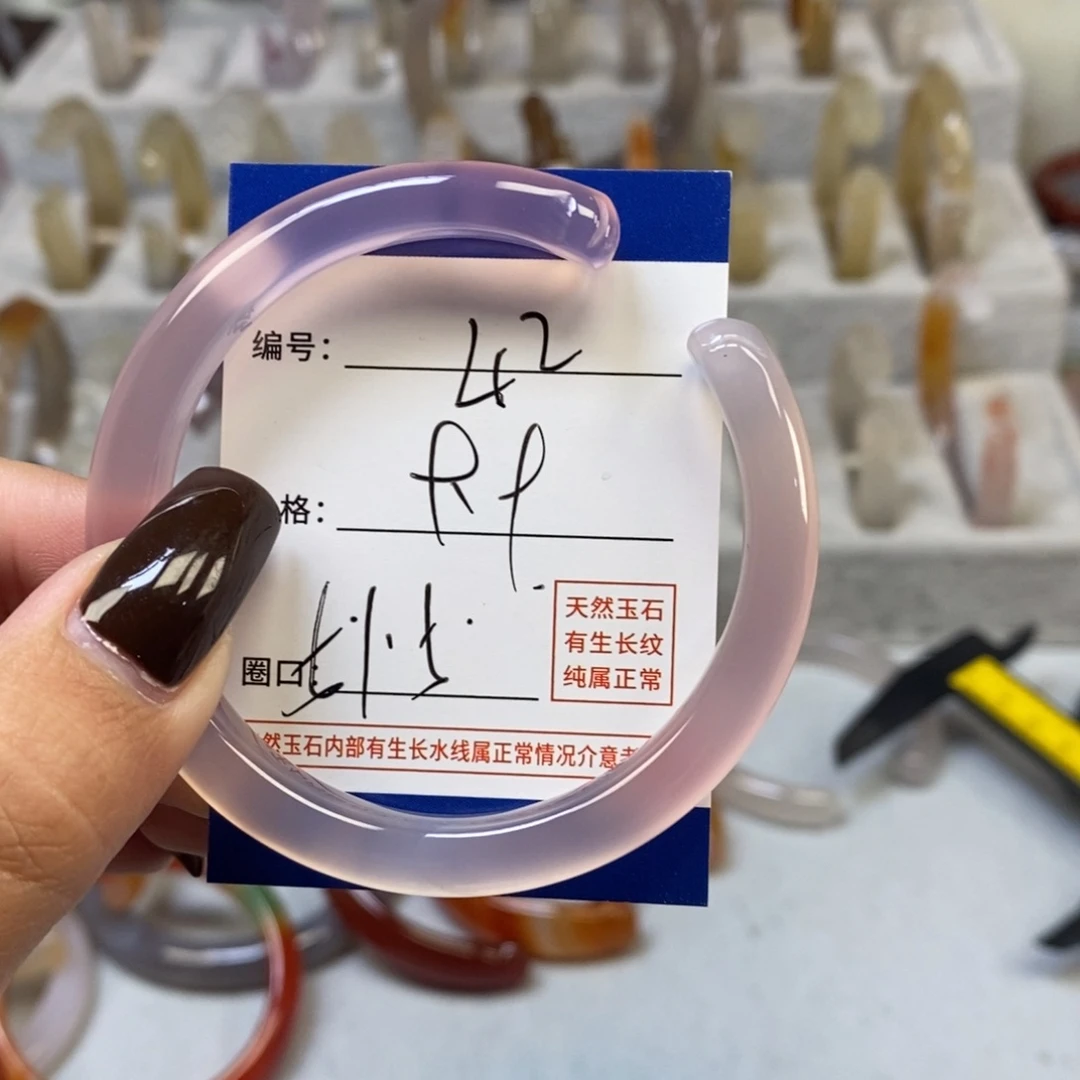 编号： 42
格：
圈口
天然玉石
有生长纹
纯属正常
然玉石内部有生长水线属正常情况介意